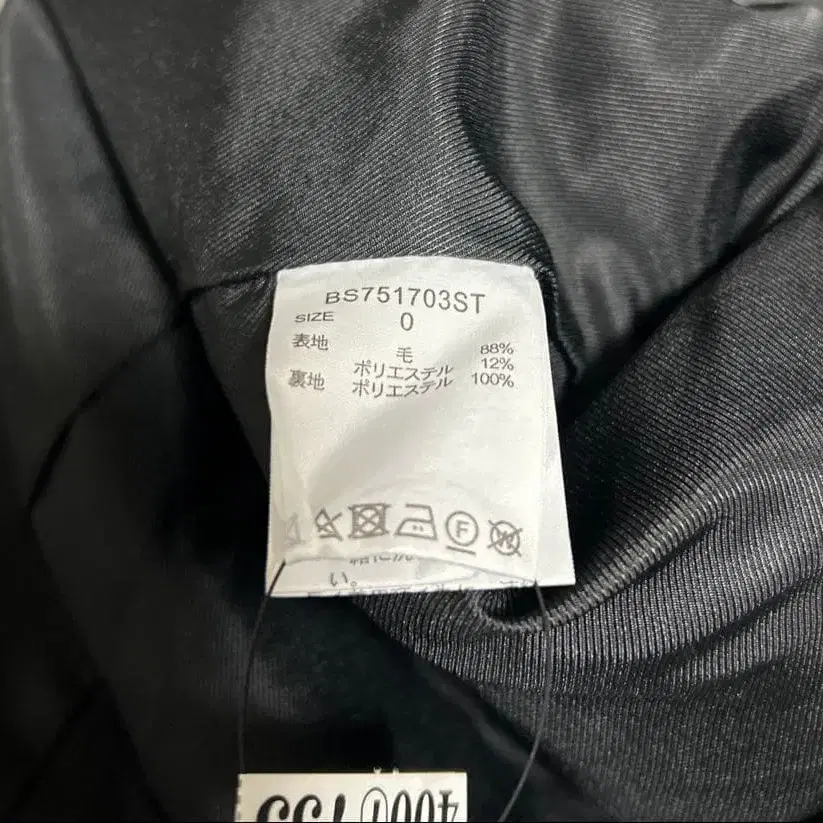 BS751703ST
SIZE 0
表地 毛 88%
ポリエステル 12%
裏地 ポリエステル 100%
F
W
い。